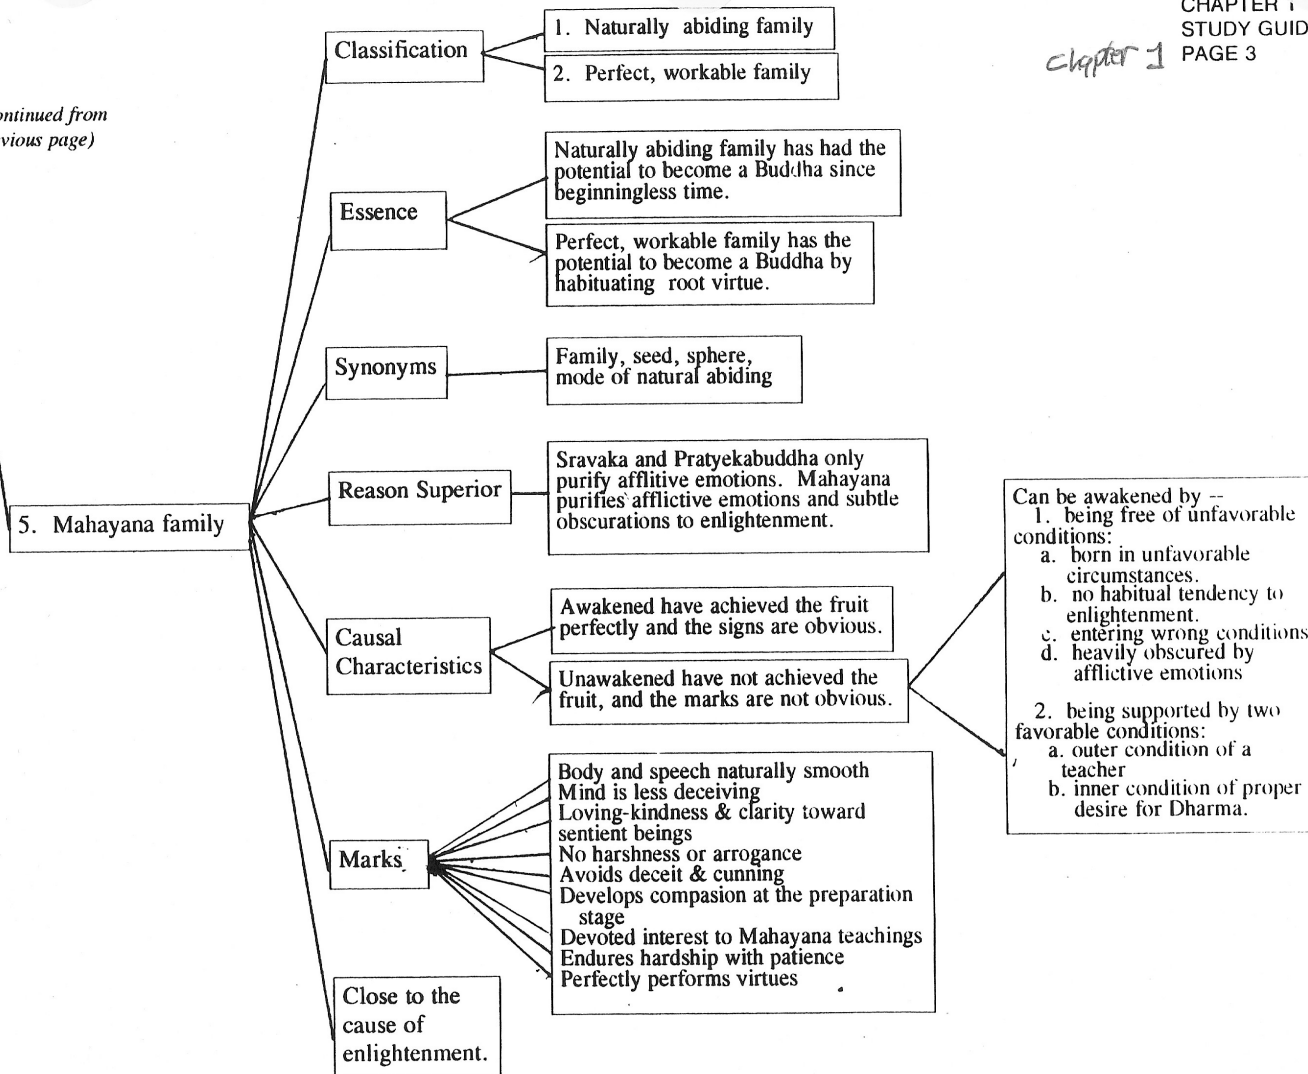 CHAPTER 1
STUDY GUID
PAGE 3
Chapter 1
ontinued from
vious page)
5. Mahayana family
Classification
1. Naturally abiding family
2. Perfect, workable family
Essence
Naturally abiding family has had the
potential to become a Buddha since
beginningless time.
Perfect, workable family has the
potential to become a Buddha by
habituating root virtue.
Synonyms
Family, seed, sphere,
mode of natural abiding
Reason Superior
Sravaka and Pratyekabuddha only
purify afflitive emotions. Mahayana
purifies afflictive emotions and subtle
obscurations to enlightenment.
Causal
Characteristics
Awakened have achieved the fruit
perfectly and the signs are obvious.
Unawakened have not achieved the
fruit, and the marks are not obvious.
Can be awakened by --
1. being free of unfavorable
conditions:
a. born in unfavorable
circumstances.
b. no habitual tendency to
enlightenment.
c. entering wrong conditions
d. heavily obscured by
afflictive emotions
2. being supported by two
favorable conditions:
a. outer condition of a
teacher
b. inner condition of proper
desire for Dharma.
Marks
Body and speech naturally smooth
Mind is less deceiving
Loving-kindness & clarity toward
sentient beings
No harshness or arrogance
Avoids deceit & cunning
Develops compasion at the preparation
stage
Devoted interest to Mahayana teachings
Endures hardship with patience
Perfectly performs virtues
Close to the
cause of
enlightenment.